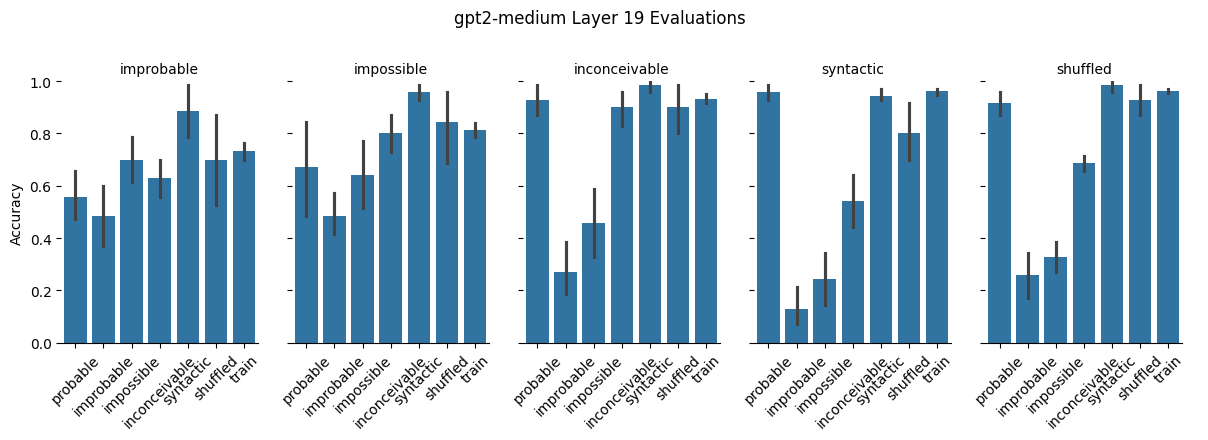 gpt2-medium Layer 19 Evaluations
improbable
impossible
inconceivable
syntactic
shuffled
Accuracy
1.0
0.8
0.6
0.4
0.2
0.0
probable
improbable
impossible
inconceivable
syntactic
shuffled
train
probable
improbable
impossible
inconceivable
syntactic
shuffled
train
probable
improbable
impossible
inconceivable
syntactic
shuffled
train
probable
improbable
impossible
inconceivable
syntactic
shuffled
train
probable
improbable
impossible
inconceivable
syntactic
shuffled
train